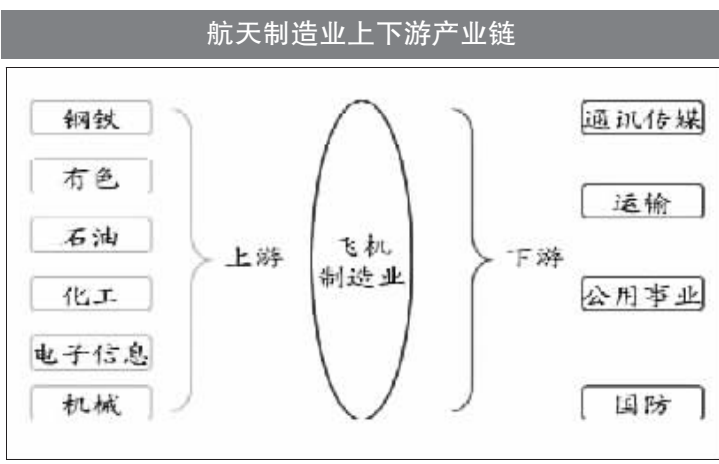 航天制造业上下游产业链
钢铁
有色
石油
化工
电子信息
机械
上游
飞机
制造业
下游
通讯传媒
运输
公用事业
国防